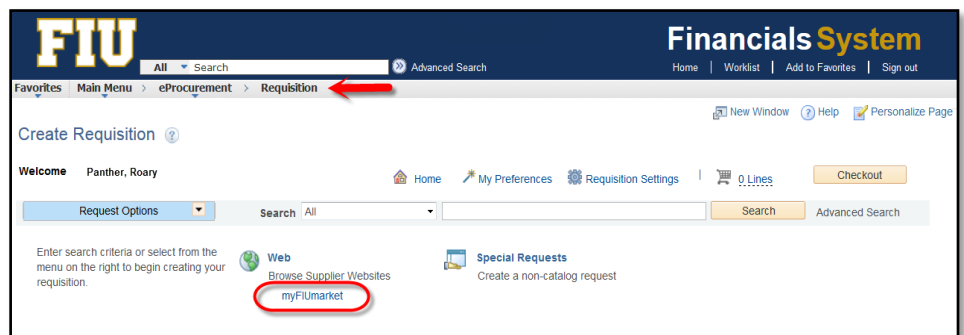 FIU
Financials System
All Search Advanced Search Home | Worklist | Add to Favorites | Sign out
Favorites Main Menu > eProcurement > Requisition
New Window Help Personalize Page
Create Requisition
Welcome Panther, Roary Home My Preferences Requisition Settings | 0 Lines Checkout
Request Options Search All Search Advanced Search
Enter search criteria or select from the
menu on the right to begin creating your
requisition.
Web
Browse Supplier Websites
myFIUmarket
Special Requests
Create a non-catalog request